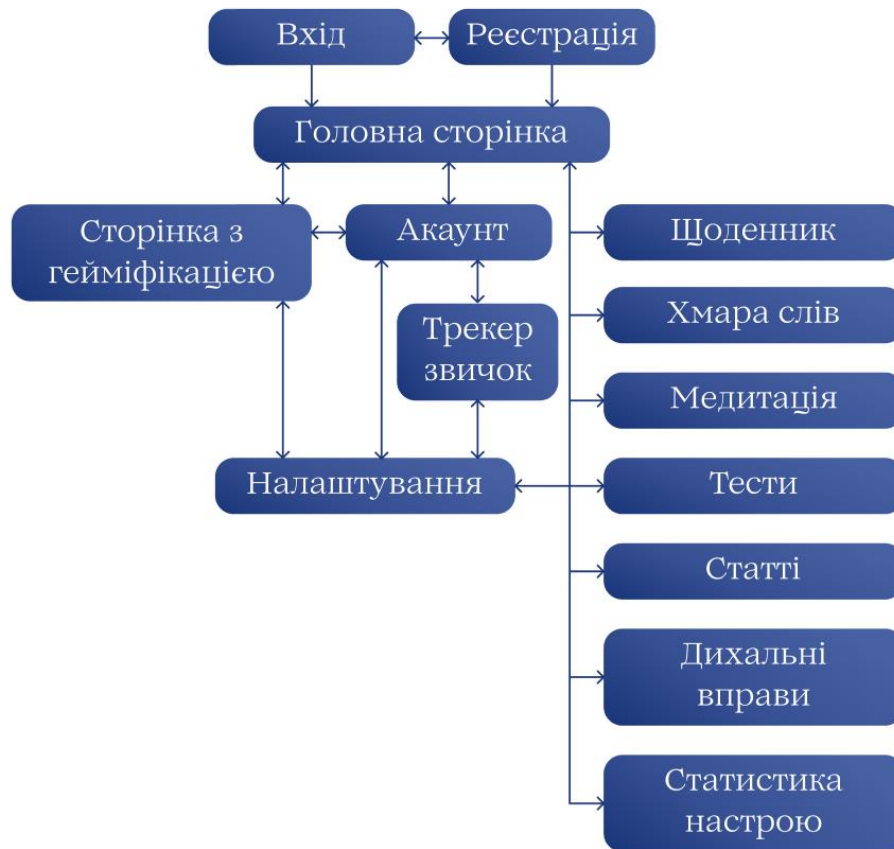 Вхід
Реєстрація
Головна сторінка
Сторінка з
гейміфікацією
Акаунт
Трекер
звичок
Налаштування
Щоденник
Хмара слів
Медитація
Тести
Статті
Дихальні
вправи
Статистика
настрою